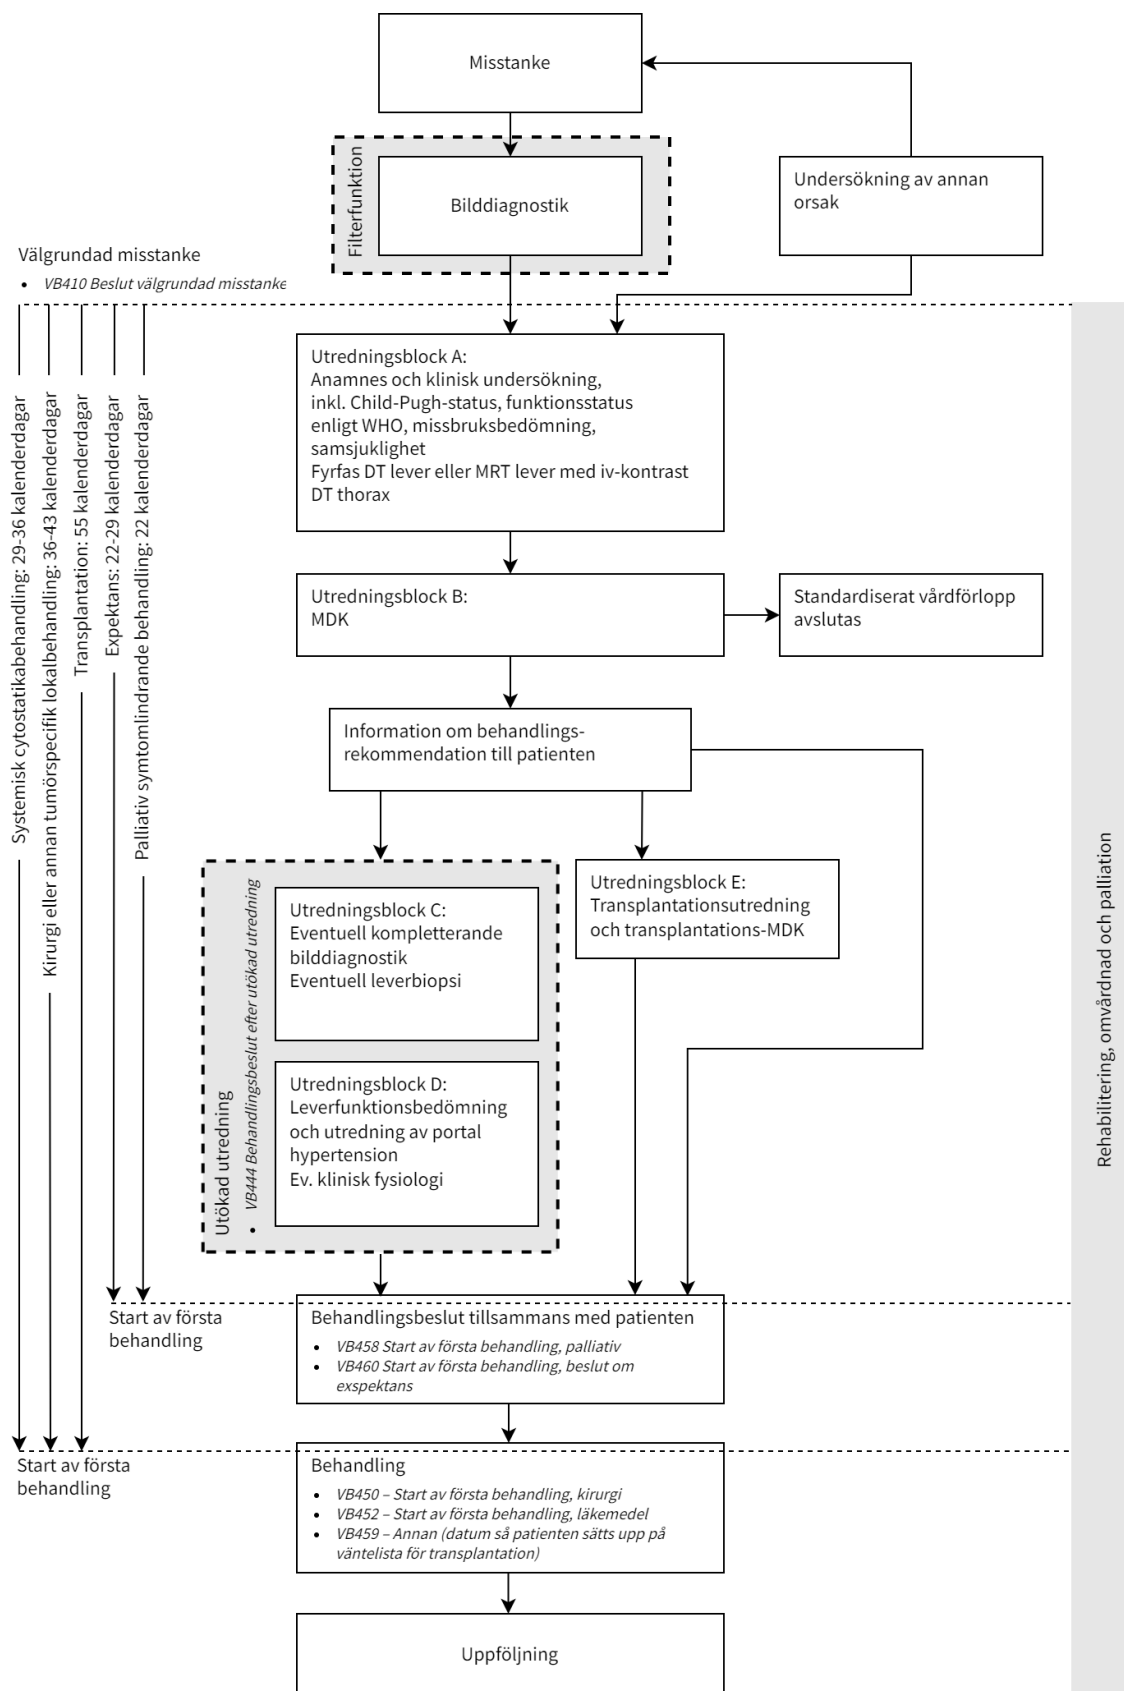 Misstanke
Filterfunktion
Bilddiagnostik
Undersökning av annan
orsak
Välgrundad misstanke
• VB410 Beslut välgrundad misstanke
Systemisk cytostatikabehandling: 29-36 kalenderdagar
Kirurgi eller annan tumörspecifik lokalbehandling: 36-43 kalenderdagar
Transplantation: 55 kalenderdagar
Expektans: 22-29 kalenderdagar
Palliativ symtomlindrande behandling: 22 kalenderdagar
Utredningsblock A:
Anamnes och klinisk undersökning,
inkl. Child-Pugh-status, funktionsstatus
enligt WHO, missbruksbedömning,
samsjuklighet
Fyrfas DT lever eller MRT lever med iv-kontrast
DT thorax
Utredningsblock B:
MDK
Standardiserat vårdförlopp
avslutas
Information om behandlings-
rekommendation till patienten
Utökad utredning
• VB444 Behandlingsbeslut efter utökad utredning
Utredningsblock C:
Eventuell kompletterande
bilddiagnostik
Eventuell leverbiopsi
Utredningsblock D:
Leverfunktionsbedömning
och utredning av portal
hypertension
Ev. klinisk fysiologi
Utredningsblock E:
Transplantationsutredning
och transplantations-MDK
Rehabilitering, omvårdnad och palliation
Start av första
behandling
Behandlingsbeslut tillsammans med patienten
• VB458 Start av första behandling, palliativ
• VB460 Start av första behandling, beslut om
exspektans
Start av första
behandling
Behandling
• VB450 – Start av första behandling, kirurgi
• VB452 – Start av första behandling, läkemedel
• VB459 – Annan (datum så patienten sätts upp på
väntelista för transplantation)
Uppföljning